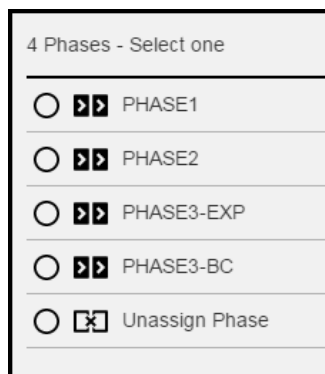 4 Phases - Select one
PHASE1
PHASE2
PHASE3-EXP
PHASE3-BC
Unassign Phase